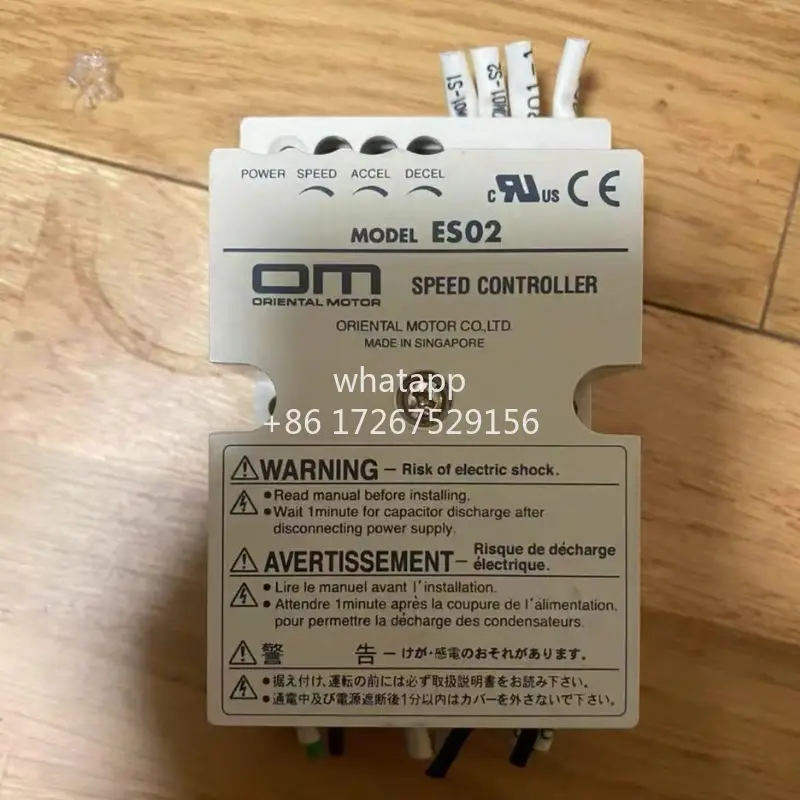 QM01-S1
QM01-S2
POWER SPEED ACCEL DECEL
c RU US CE
MODEL ES02
OM
ORIENTAL MOTOR
SPEED CONTROLLER
ORIENTAL MOTOR CO.,LTD.
MADE IN SINGAPORE
whatapp
+86 17267529156
WARNING – Risk of electric shock.
• Read manual before installing.
• Wait 1minute for capacitor discharge after
disconnecting power supply.
AVERTISSEMENT – Risque de décharge
électrique.
• Lire le manuel avant l'installation.
• Attendre 1minute après la coupure de l'alimentation,
pour permettre la décharge des condensateurs.
警 告 – けが・感電のおそれがあります。
• 据え付け、運転の前には必ず取扱説明書をお読み下さい。
• 通電中及び電源遮断後1分以内はカバーを外さないで下さい。